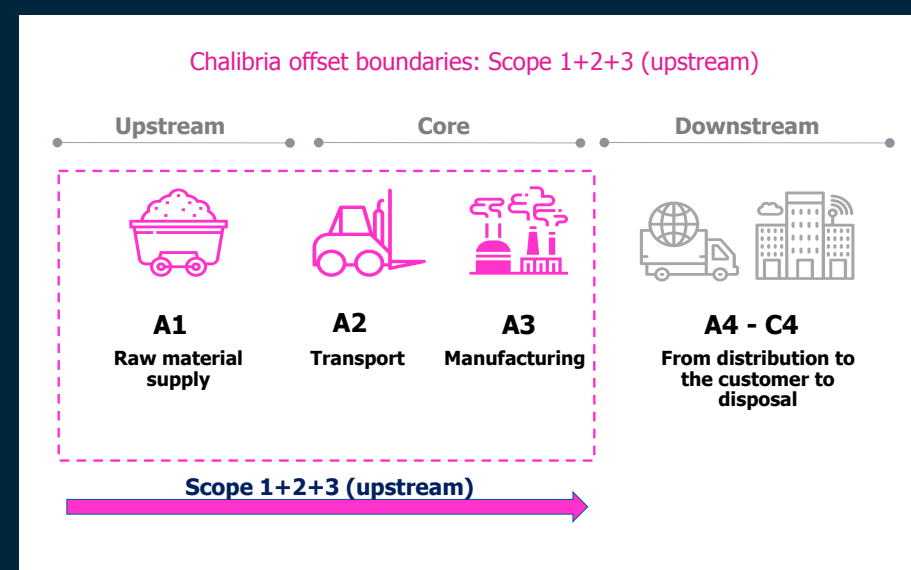 Chalibria offset boundaries: Scope 1+2+3 (upstream)
Upstream
Core
Downstream
A1
Raw material
supply
A2
Transport
A3
Manufacturing
A4 - C4
From distribution to
the customer to
disposal
Scope 1+2+3 (upstream)